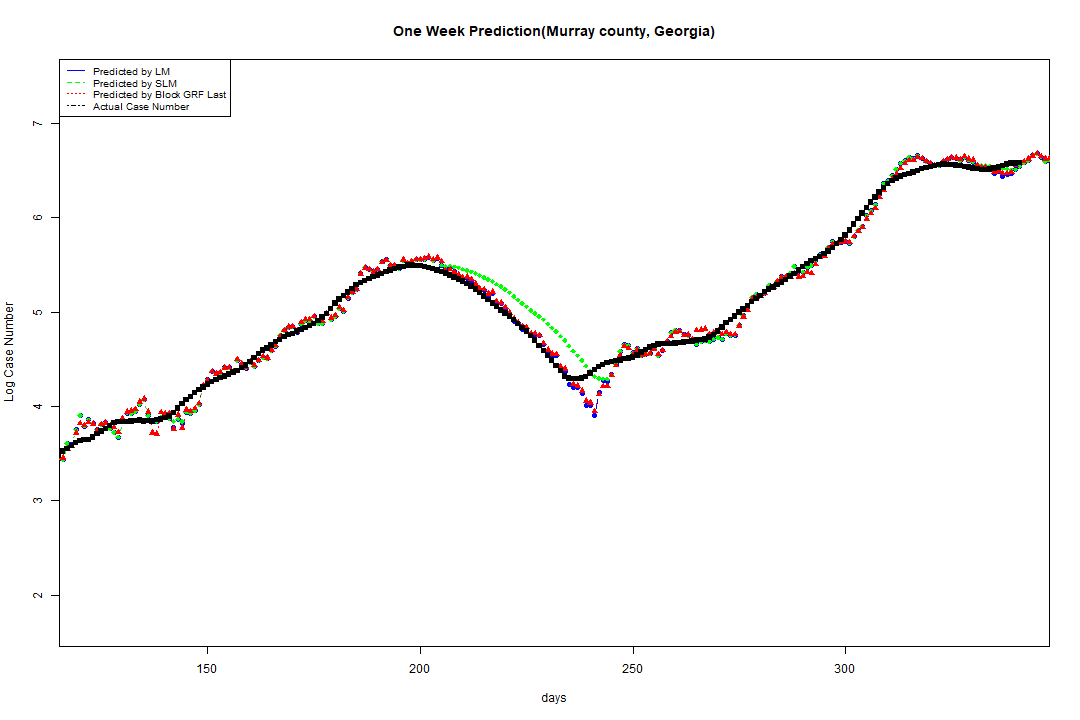 One Week Prediction(Murray county, Georgia)
Predicted by LM
Predicted by SLM
Predicted by Block GRF Last
Actual Case Number
7
6
5
4
3
2
Log Case Number
150 200 250 300
days